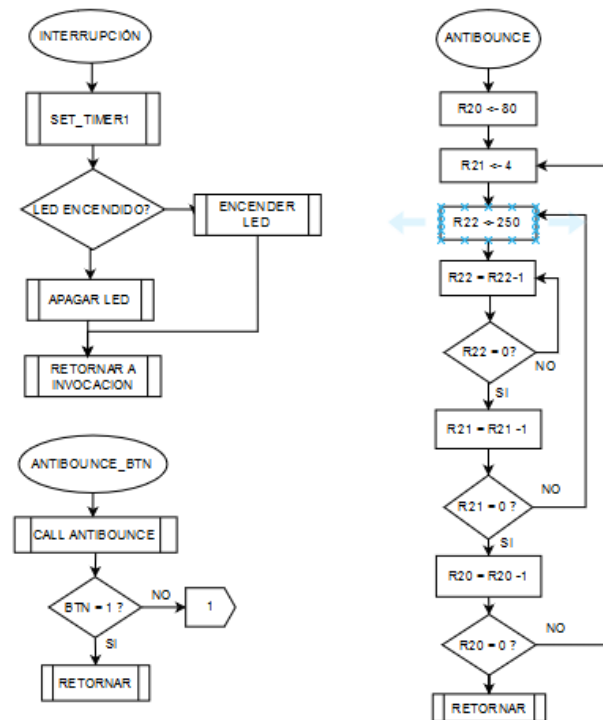 INTERRUPCIÓN
SET_TIMER1
LED ENCENDIDO?
ENCENDER
LED
APAGAR LED
RETORNAR A
INVOCACION
ANTIBOUNCE_BTN
CALL ANTIBOUNCE
BTN = 1 ?
NO
1
SI
RETORNAR
ANTIBOUNCE
R20 <- 80
R21 <- 4
R22 <- 250
R22 = R22-1
R22 = 0?
NO
SI
R21 = R21 -1
R21 = 0 ?
NO
SI
R20 = R20 -1
R20 = 0 ?
NO
RETORNAR